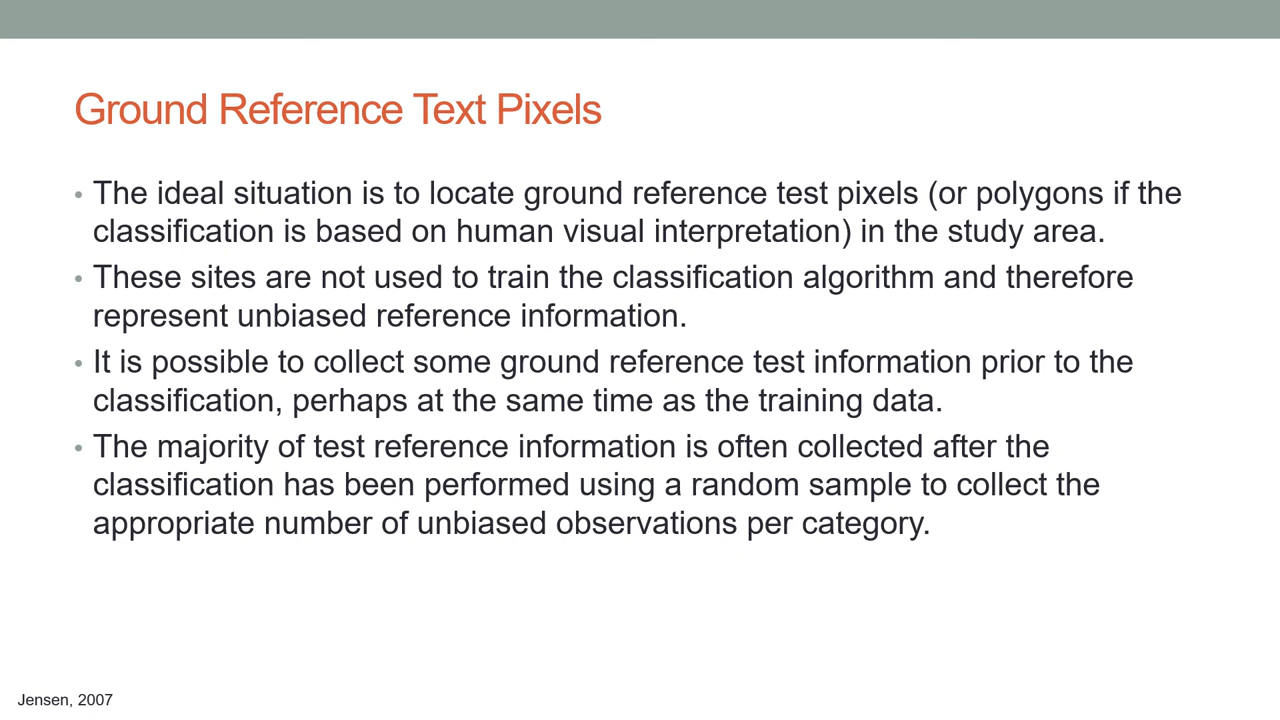 Ground Reference Text Pixels
• The ideal situation is to locate ground reference test pixels (or polygons if the
classification is based on human visual interpretation) in the study area.
• These sites are not used to train the classification algorithm and therefore
represent unbiased reference information.
• It is possible to collect some ground reference test information prior to the
classification, perhaps at the same time as the training data.
• The majority of test reference information is often collected after the
classification has been performed using a random sample to collect the
appropriate number of unbiased observations per category.
Jensen, 2007